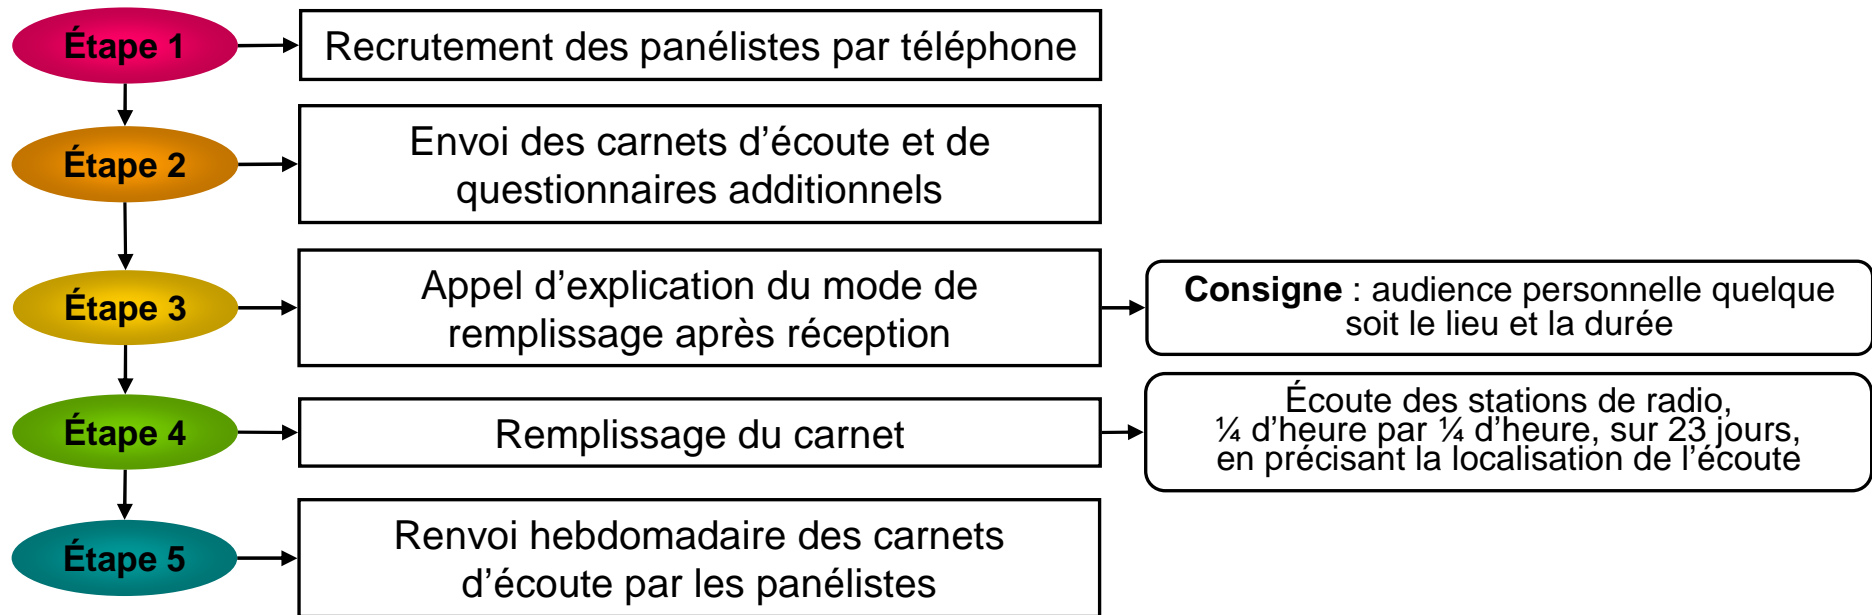 Étape 1
Recrutement des panélistes par téléphone
Étape 2
Envoi des carnets d’écoute et de
questionnaires additionnels
Étape 3
Appel d’explication du mode de
remplissage après réception
Consigne : audience personnelle quelque
soit le lieu et la durée
Étape 4
Remplissage du carnet
Écoute des stations de radio,
¼ d’heure par ¼ d’heure, sur 23 jours,
en précisant la localisation de l’écoute
Étape 5
Renvoi hebdomadaire des carnets
d’écoute par les panélistes